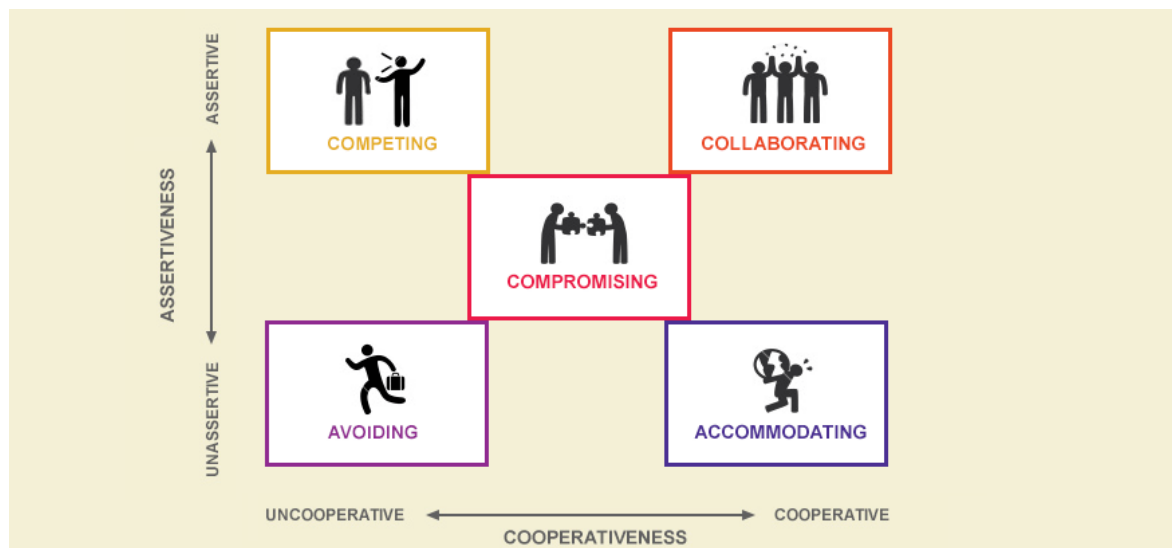 ASSERTIVE
ASSERTIVENESS
UNASSERTIVE
COMPETING
COLLABORATING
COMPROMISING
AVOIDING
ACCOMMODATING
UNCOOPERATIVE
COOPERATIVE
COOPERATIVENESS